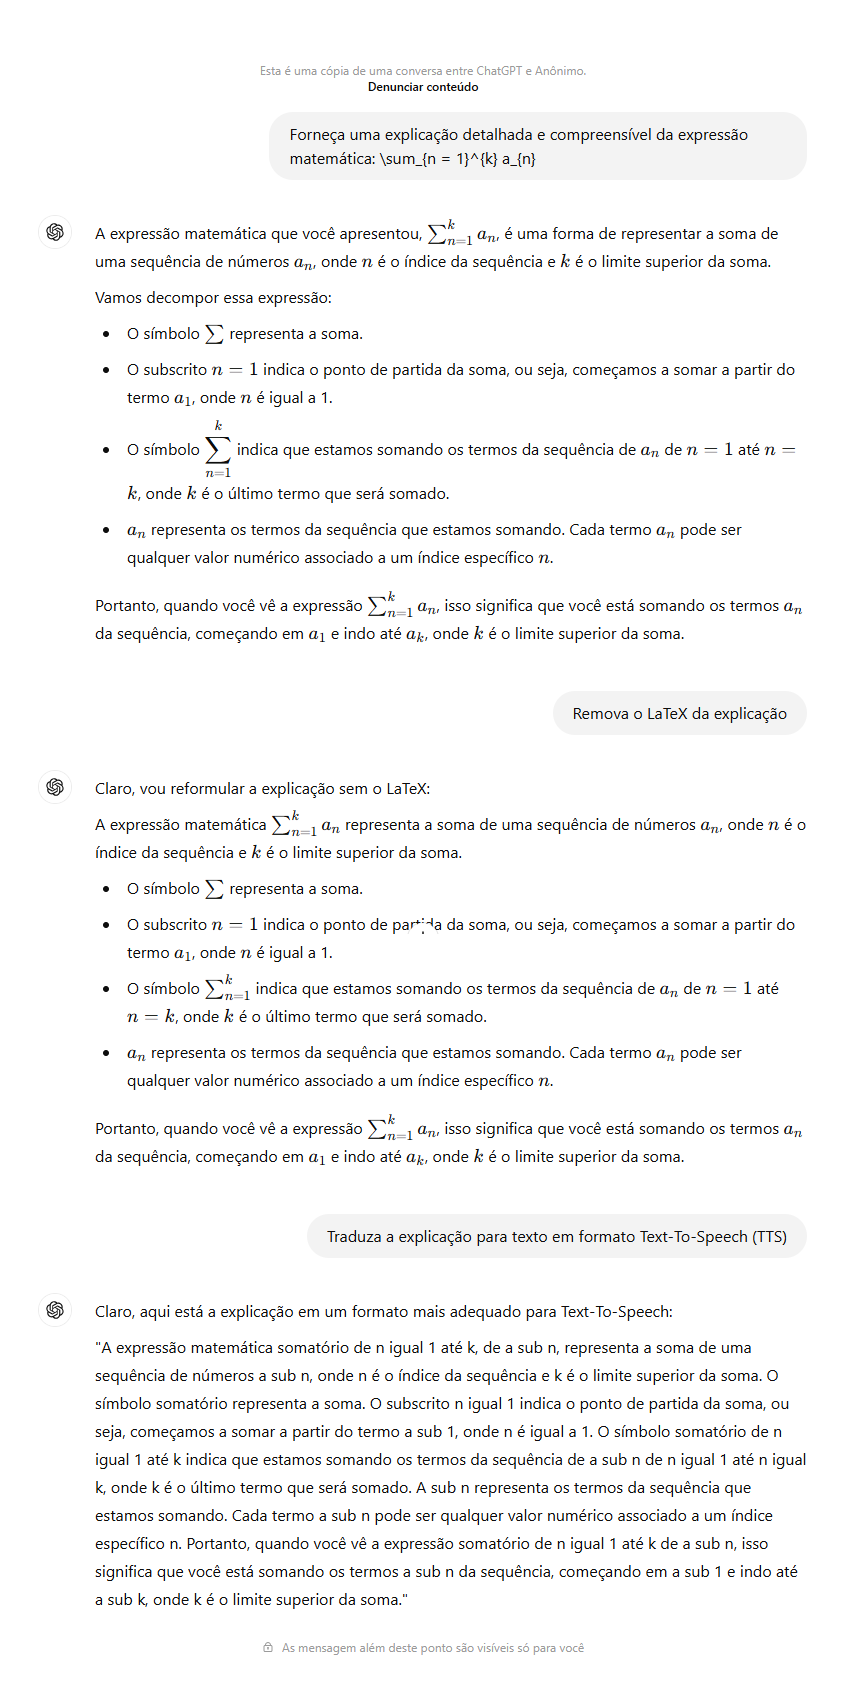 Esta é uma cópia de uma conversa entre ChatGPT e Anônimo.
Denunciar conteúdo
Forneça uma explicação detalhada e compreensível da expressão
matemática: \sum_{n = 1}^{k} a_{n}
A expressão matemática que você apresentou, ∑_{n=1}^{k} a_n, é uma forma de representar a soma de
uma sequência de números a_n, onde n é o índice da sequência e k é o limite superior da soma.
Vamos decompor essa expressão:
• O símbolo ∑ representa a soma.
• O subscrito n = 1 indica o ponto de partida da soma, ou seja, começamos a somar a partir do
termo a_1, onde n é igual a 1.
• O símbolo ∑_{n=1}^{k} indica que estamos somando os termos da sequência de a_n de n = 1 até n =
k, onde k é o último termo que será somado.
• a_n representa os termos da sequência que estamos somando. Cada termo a_n pode ser
qualquer valor numérico associado a um índice específico n.
Portanto, quando você vê a expressão ∑_{n=1}^{k} a_n, isso significa que você está somando os termos a_n
da sequência, começando em a_1 e indo até a_k, onde k é o limite superior da soma.
Remova o LaTeX da explicação
Claro, vou reformular a explicação sem o LaTeX:
A expressão matemática ∑_{n=1}^{k} a_n representa a soma de uma sequência de números a_n, onde n é o
índice da sequência e k é o limite superior da soma.
• O símbolo ∑ representa a soma.
• O subscrito n = 1 indica o ponto de partida da soma, ou seja, começamos a somar a partir do
termo a_1, onde n é igual a 1.
• O símbolo ∑_{n=1}^{k} indica que estamos somando os termos da sequência de a_n de n = 1 até
n = k, onde k é o último termo que será somado.
• a_n representa os termos da sequência que estamos somando. Cada termo a_n pode ser
qualquer valor numérico associado a um índice específico n.
Portanto, quando você vê a expressão ∑_{n=1}^{k} a_n, isso significa que você está somando os termos a_n
da sequência, começando em a_1 e indo até a_k, onde k é o limite superior da soma.
Traduza a explicação para texto em formato Text-To-Speech (TTS)
Claro, aqui está a explicação em um formato mais adequado para Text-To-Speech:
"A expressão matemática somatório de n igual 1 até k, de a sub n, representa a soma de uma
sequência de números a sub n, onde n é o índice da sequência e k é o limite superior da soma. O
símbolo somatório representa a soma. O subscrito n igual 1 indica o ponto de partida da soma, ou
seja, começamos a somar a partir do termo a sub 1, onde n é igual a 1. O símbolo somatório de n
igual 1 até k indica que estamos somando os termos da sequência de a sub n de n igual 1 até n igual
k, onde k é o último termo que será somado. A sub n representa os termos da sequência que
estamos somando. Cada termo a sub n pode ser qualquer valor numérico associado a um índice
específico n. Portanto, quando você vê a expressão somatório de n igual 1 até k de a sub n, isso
significa que você está somando os termos a sub n da sequência, começando em a sub 1 e indo até
a sub k, onde k é o limite superior da soma."
As mensagem além deste ponto são visíveis só para você